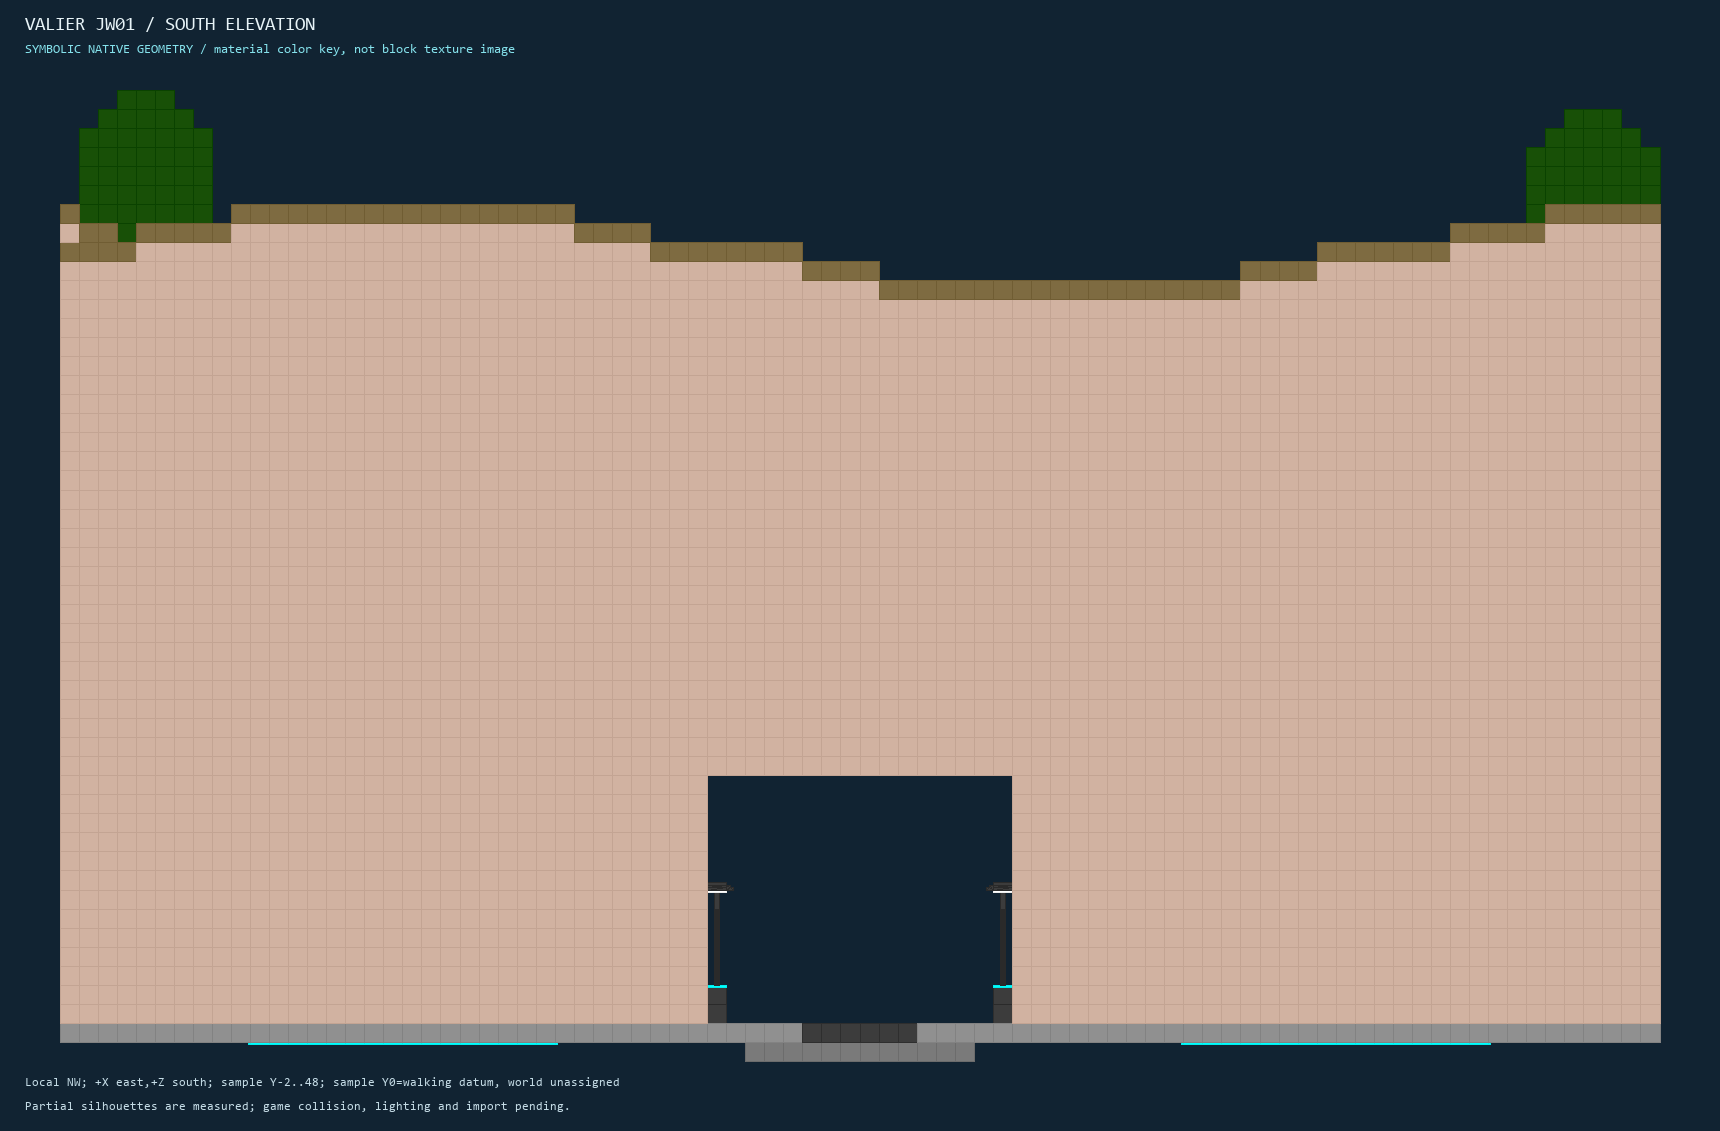 VALIER JW01 / SOUTH ELEVATION
SYMBOLIC NATIVE GEOMETRY / material color key, not block texture image
Local NW; +X east,+Z south; sample Y-2..48; sample Y0=walking datum, world unassigned
Partial silhouettes are measured; game collision, lighting and import pending.